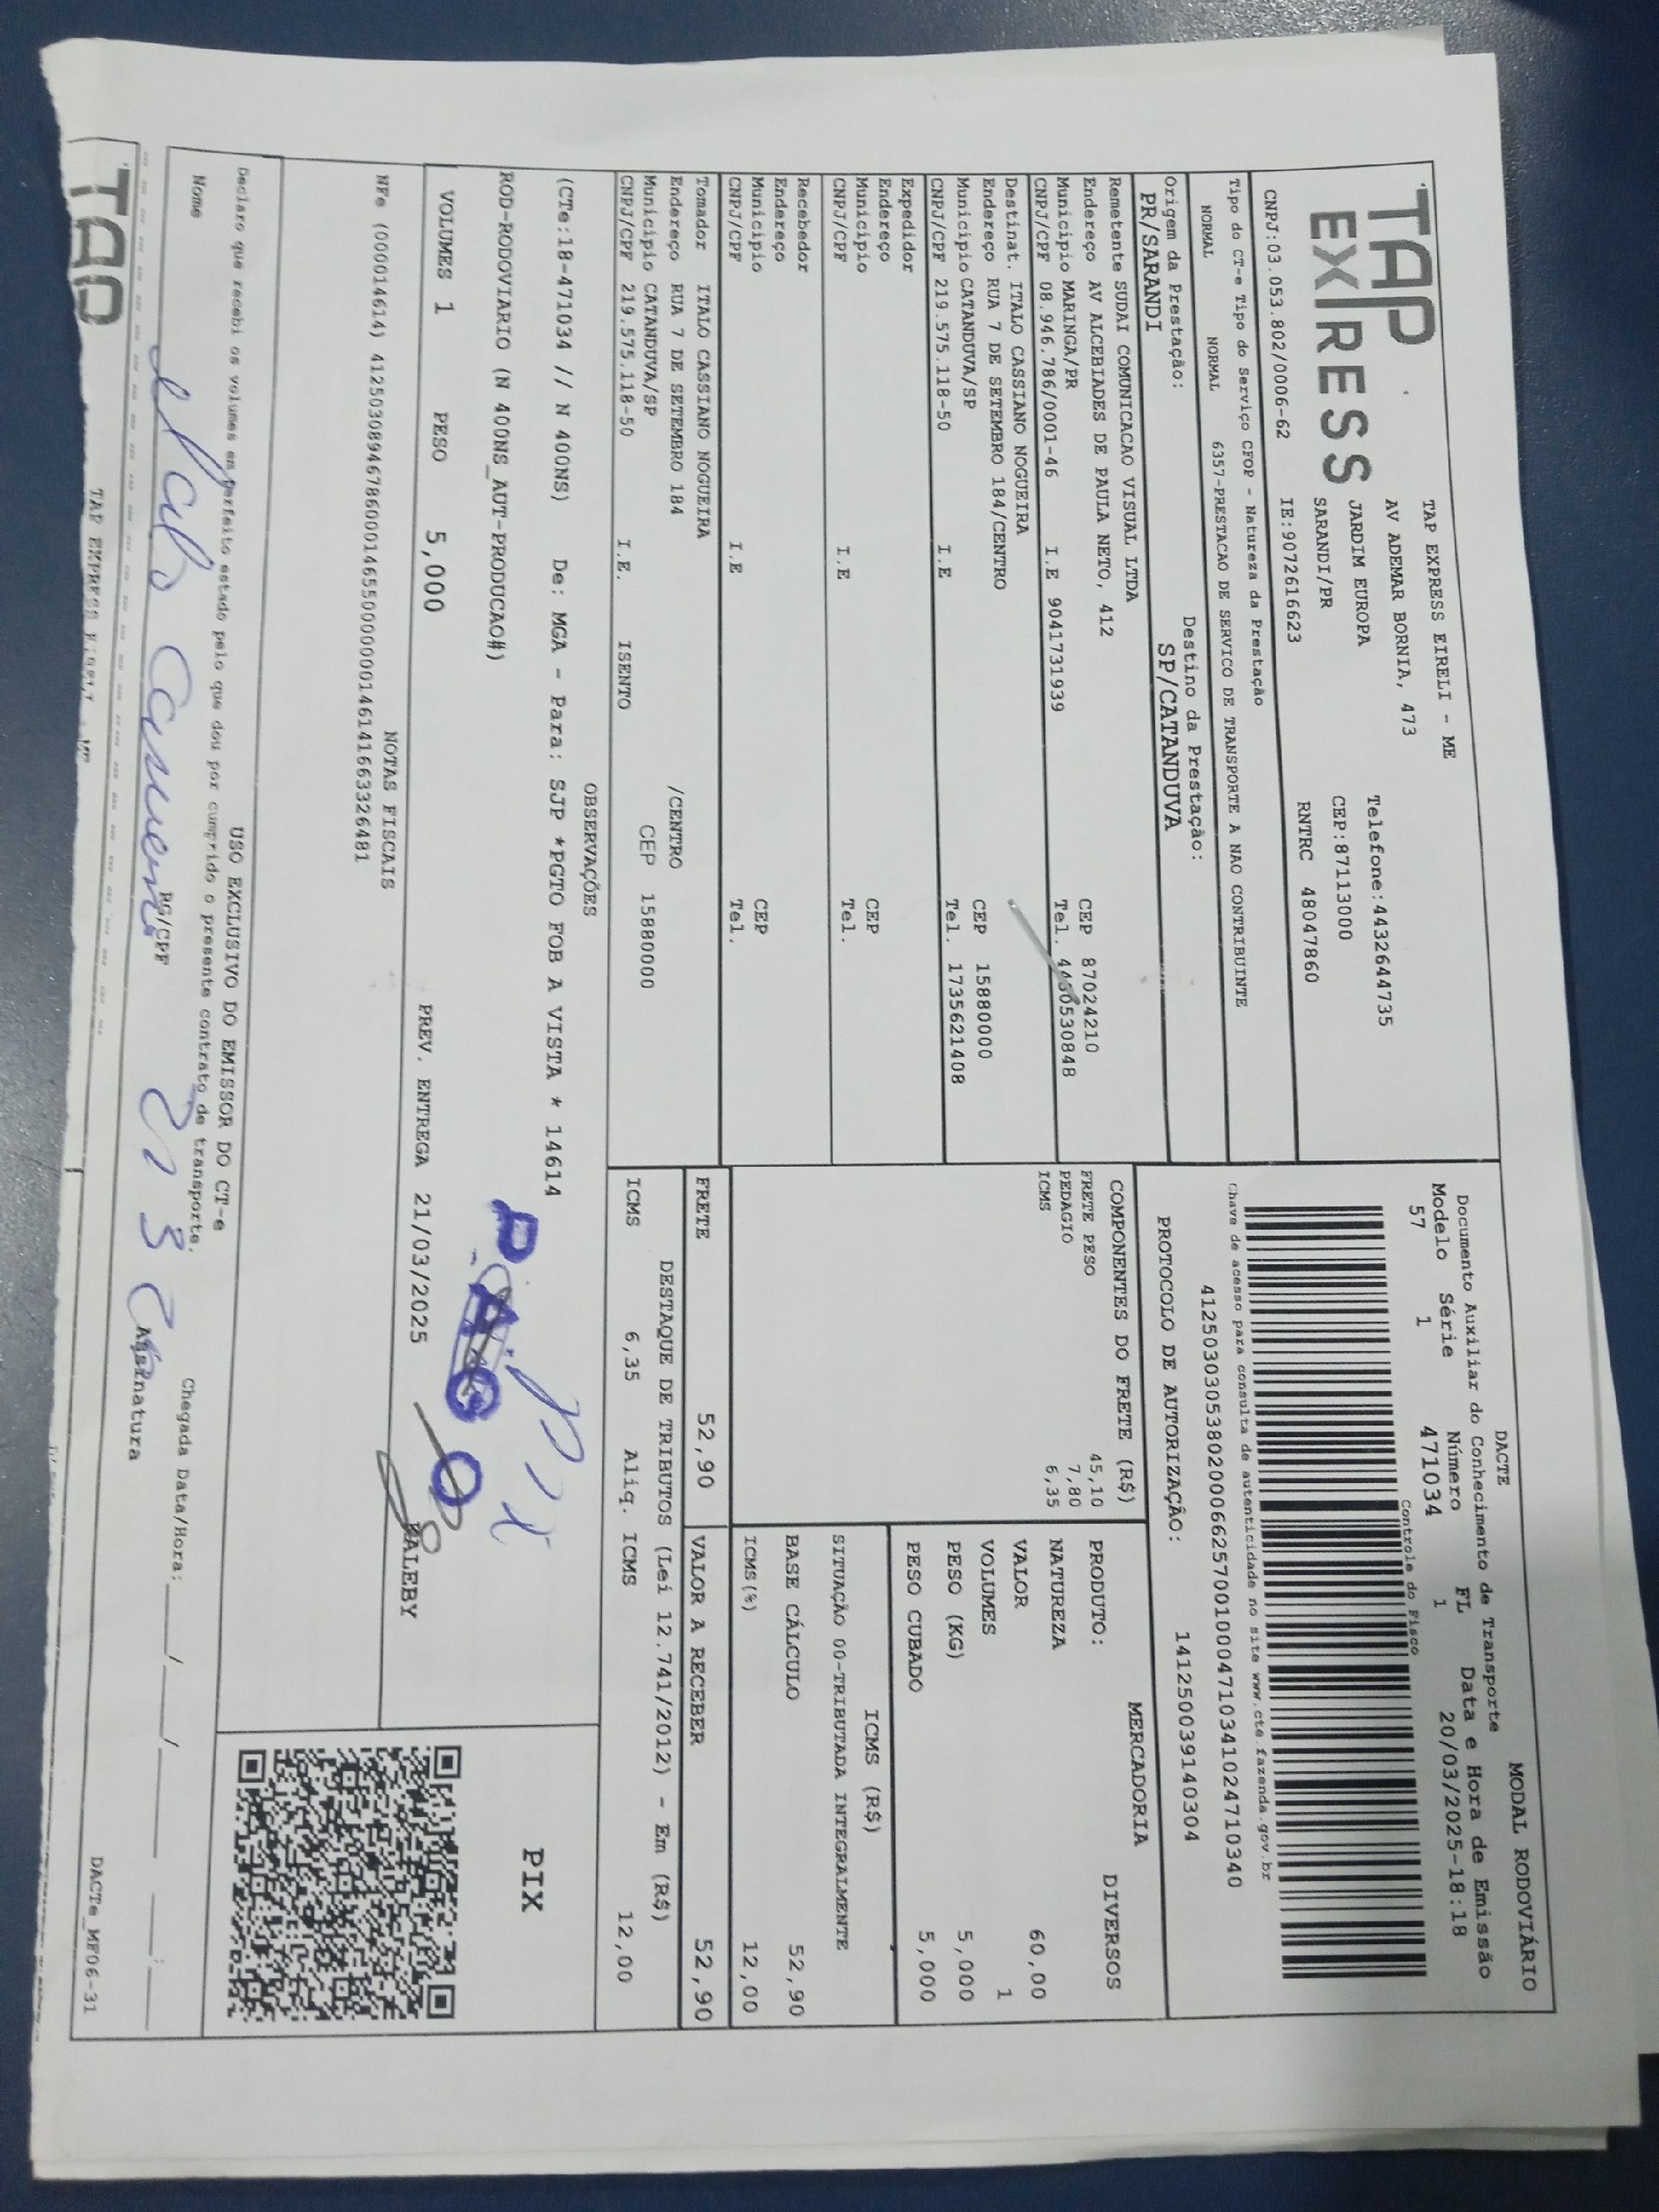 TAP
EXPRESS
TAP EXPRESS EIRELI - ME
AV ADEMAR BORNIA, 473
JARDIM EUROPA
SARANDI/PR
Telefone:4432644735
CEP:87113000
CNPJ:03.053.802/0006-62 IE:9072616623 RNTRC 48047860
DACTE MODAL RODOVIÁRIO
Documento Auxiliar do Conhecimento de Transporte
Modelo Série Número FL Data e Hora de Emissão
57 1 471034 1 20/03/2025-18:18
Controle do Fisco
Chave de acesso para consulta de autenticidade no site www.cte.fazenda.gov.br
41250303053802000662570010004710341024710340
PROTOCOLO DE AUTORIZAÇÃO: 141250039140304
Tipo do CT-e Tipo do Serviço CFOP - Natureza da Prestação
NORMAL NORMAL 6357-PRESTACAO DE SERVICO DE TRANSPORTE A NAO CONTRIBUINTE
Origem da Prestação: Destino da Prestação:
PR/SARANDI SP/CATANDUVA
Remetente SUDAI COMUNICACAO VISUAL LTDA
Endereço AV ALCEBIADES DE PAULA NETO, 412 CEP 87024210
Municipio MARINGA/PR Tel.
CNPJ/CPF 08.946.786/0001-46 I.E 9041731939
Destinat. ITALO CASSIANO NOGUEIRA
Endereço RUA 7 DE SETEMBRO 184/CENTRO
Municipio CATANDUVA/SP CEP 15880000
CNPJ/CPF 219.575.118-50 I.E Tel. 1735621408
Expedidor
Endereço
Município CEP
CNPJ/CPF I.E Tel.
Recebedor
Endereço
Município CEP
CNPJ/CPF I.E Tel.
Tomador ITALO CASSIANO NOGUEIRA
Endereço RUA 7 DE SETEMBRO 184 /CENTRO
Município CATANDUVA/SP CEP 15880000
CNPJ/CPF 219.575.118-50 I.E. ISENTO
COMPONENTES DO FRETE (R$)
FRETE PESO 45,10
PEDAGIO 7,80
ICMS 6,35
MERCADORIA
PRODUTO: DIVERSOS
NATUREZA
VALOR 60,00
VOLUMES 1
PESO (KG) 5,000
PESO CUBADO 5,000
ICMS (R$)
SITUAÇÃO 00-TRIBUTADA INTEGRALMENTE
BASE CÁLCULO 52,90
ICMS(%) 12,00
FRETE 52,90 VALOR A RECEBER 52,90
DESTAQUE DE TRIBUTOS (Lei 12.741/2012) - Em (R$)
ICMS 6,35 Aliq. ICMS 12,00
OBSERVAÇÕES
(CTe:18-471034 // N 400NS) De: MGA - Para: SJP *PGTO FOB A VISTA * 14614
ROD-RODOVIARIO (N 400NS_AUT-PRODUCAO#)
PAGO
Pix
PIX
VOLUMES 1 PESO 5,000 PREV. ENTREGA 21/03/2025 KALEBY
NOTAS FISCAIS
NFe (000014614) 41250308946786000146550000000146141663326481
USO EXCLUSIVO DO EMISSOR DO CT-e
Declaro que recebi os volumes em perfeito estado pelo que dou por cumprido o presente contrato de transporte.
Nome RG/CPF Assinatura Chegada Data/Hora: ___/___/___ __:__
TAP
TAP EXPRESS
DACTe_MF06-31